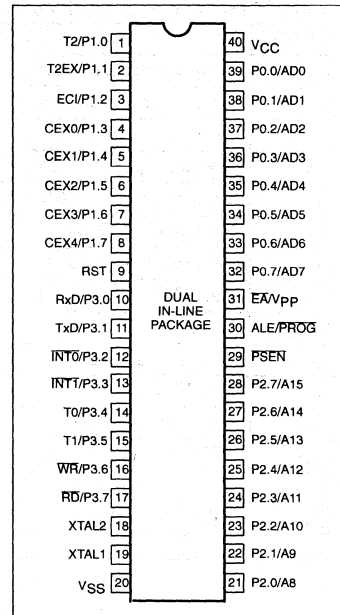 T2/P1.0 1
T2EX/P1.1 2
ECI/P1.2 3
CEX0/P1.3 4
CEX1/P1.4 5
CEX2/P1.5 6
CEX3/P1.6 7
CEX4/P1.7 8
RST 9
RxD/P3.0 10
TxD/P3.1 11
INT0/P3.2 12
INT1/P3.3 13
T0/P3.4 14
T1/P3.5 15
WR/P3.6 16
RD/P3.7 17
XTAL2 18
XTAL1 19
VSS 20
DUAL
IN-LINE
PACKAGE
40 VCC
39 P0.0/AD0
38 P0.1/AD1
37 P0.2/AD2
36 P0.3/AD3
35 P0.4/AD4
34 P0.5/AD5
33 P0.6/AD6
32 P0.7/AD7
31 EA/VPP
30 ALE/PROG
29 PSEN
28 P2.7/A15
27 P2.6/A14
26 P2.5/A13
25 P2.4/A12
24 P2.3/A11
23 P2.2/A10
22 P2.1/A9
21 P2.0/A8